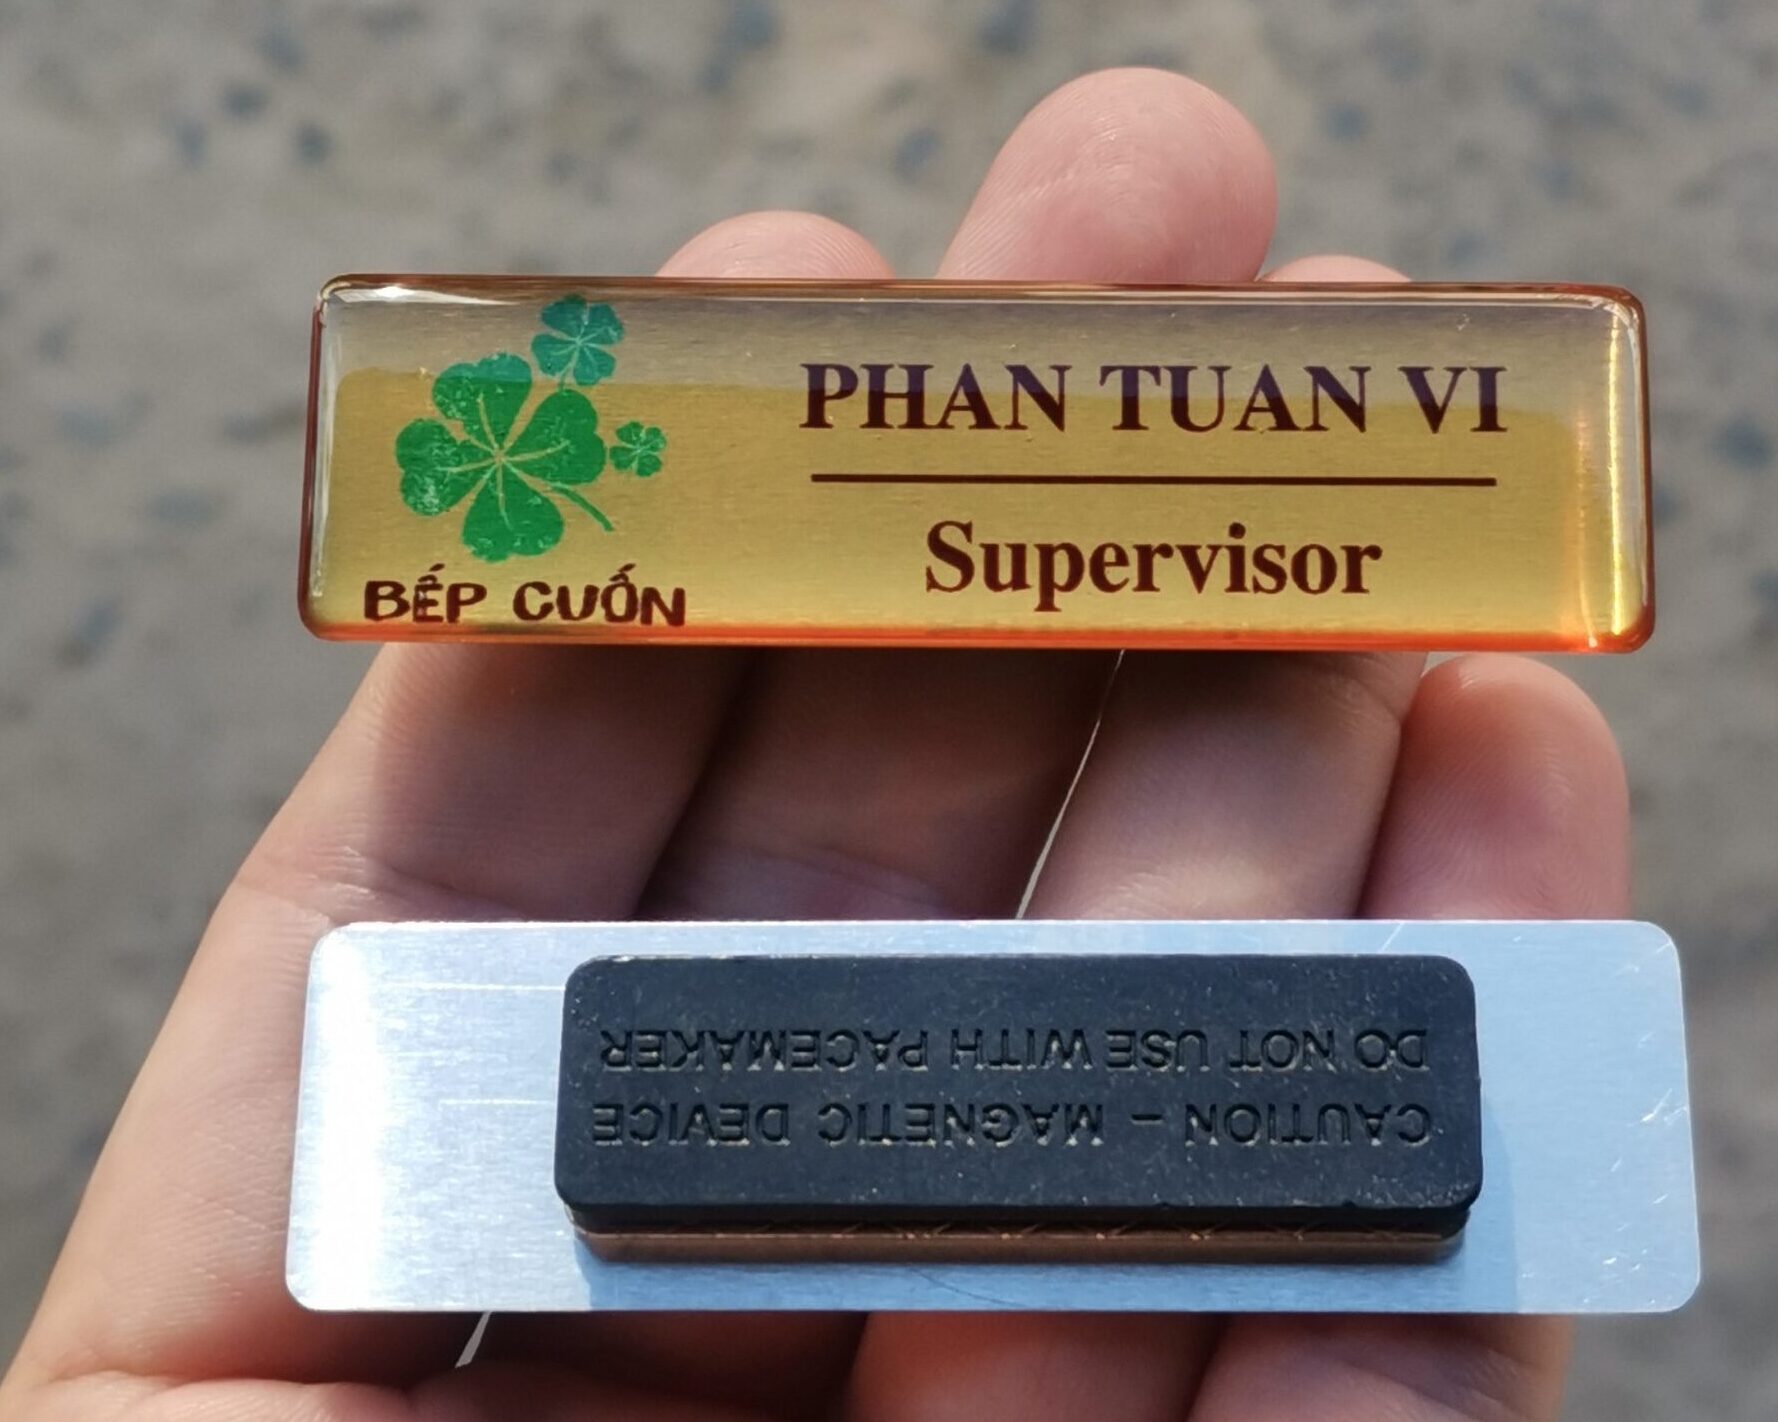 PHAN TUAN VI
Supervisor
BẾP CUỐN
CAUTION – MAGNETIC DEVICE
DO NOT USE WITH PACEMAKER